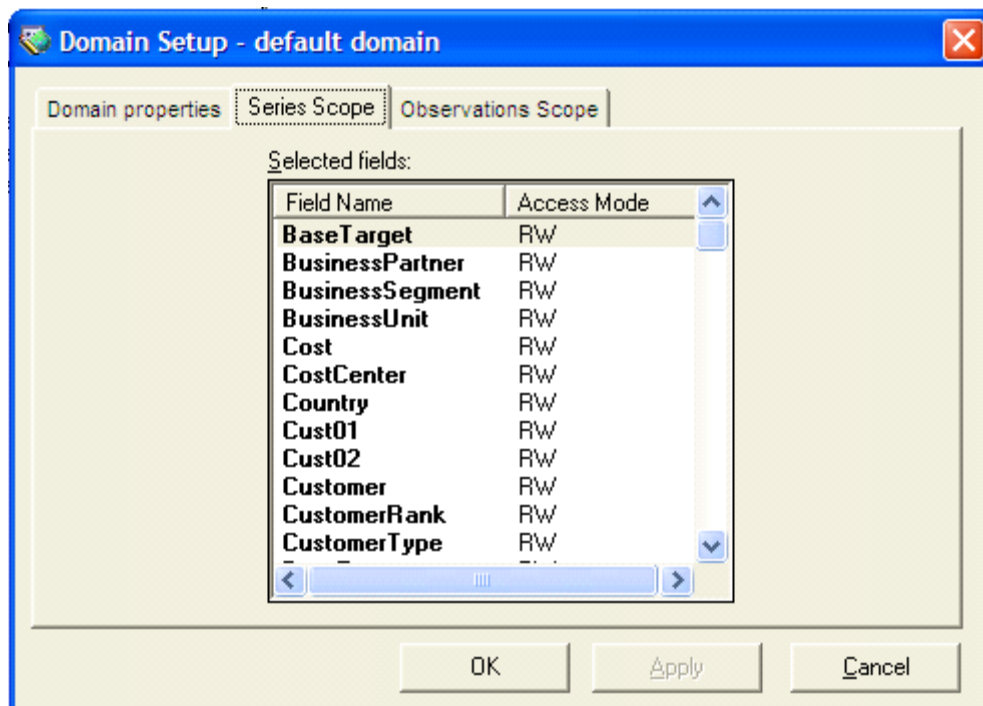 Domain Setup - default domain
Domain properties Series Scope Observations Scope
Selected fields:
Field Name Access Mode
BaseTarget RW
BusinessPartner RW
BusinessSegment RW
BusinessUnit RW
Cost RW
CostCenter RW
Country RW
Cust01 RW
Cust02 RW
Customer RW
CustomerRank RW
CustomerType RW
OK Apply Cancel